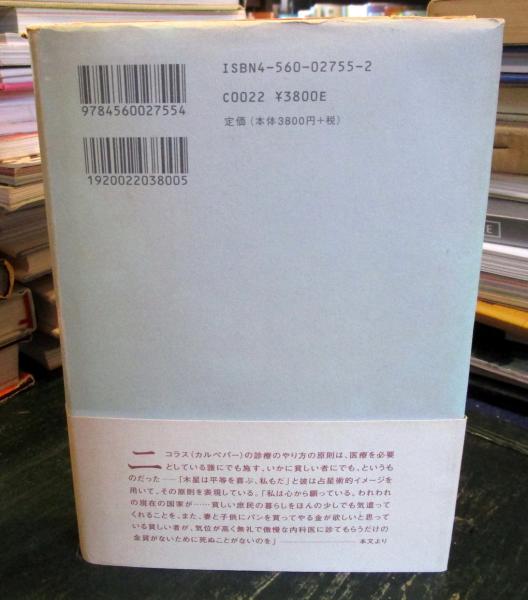 ISBN4-560-02755-2
9784560027554
C0022 ¥3800E
定価(本体3800円+税)
1920022038005
ニコラス(カルペパー)の診療のやり方の原則は、医療を必要
としている誰にでも施す、いかに貧しい者にでも、というも
のだった──「木星は平等を喜ぶ、私もだ」と彼は占星術的イメージを
用いて、その原則を表現している。「私は心から願っている、われわれ
の現在の国家が……貧しい庶民の暮らしをほんの少しでも気遣って
くれることを、また、妻と子供にパンを買ってやる金が欲しいと思って
いる貧しい者が、気位が高く無礼で傲慢な内科医に診てもらうだけの
金貨がないために死ぬことがないのを」────本文より